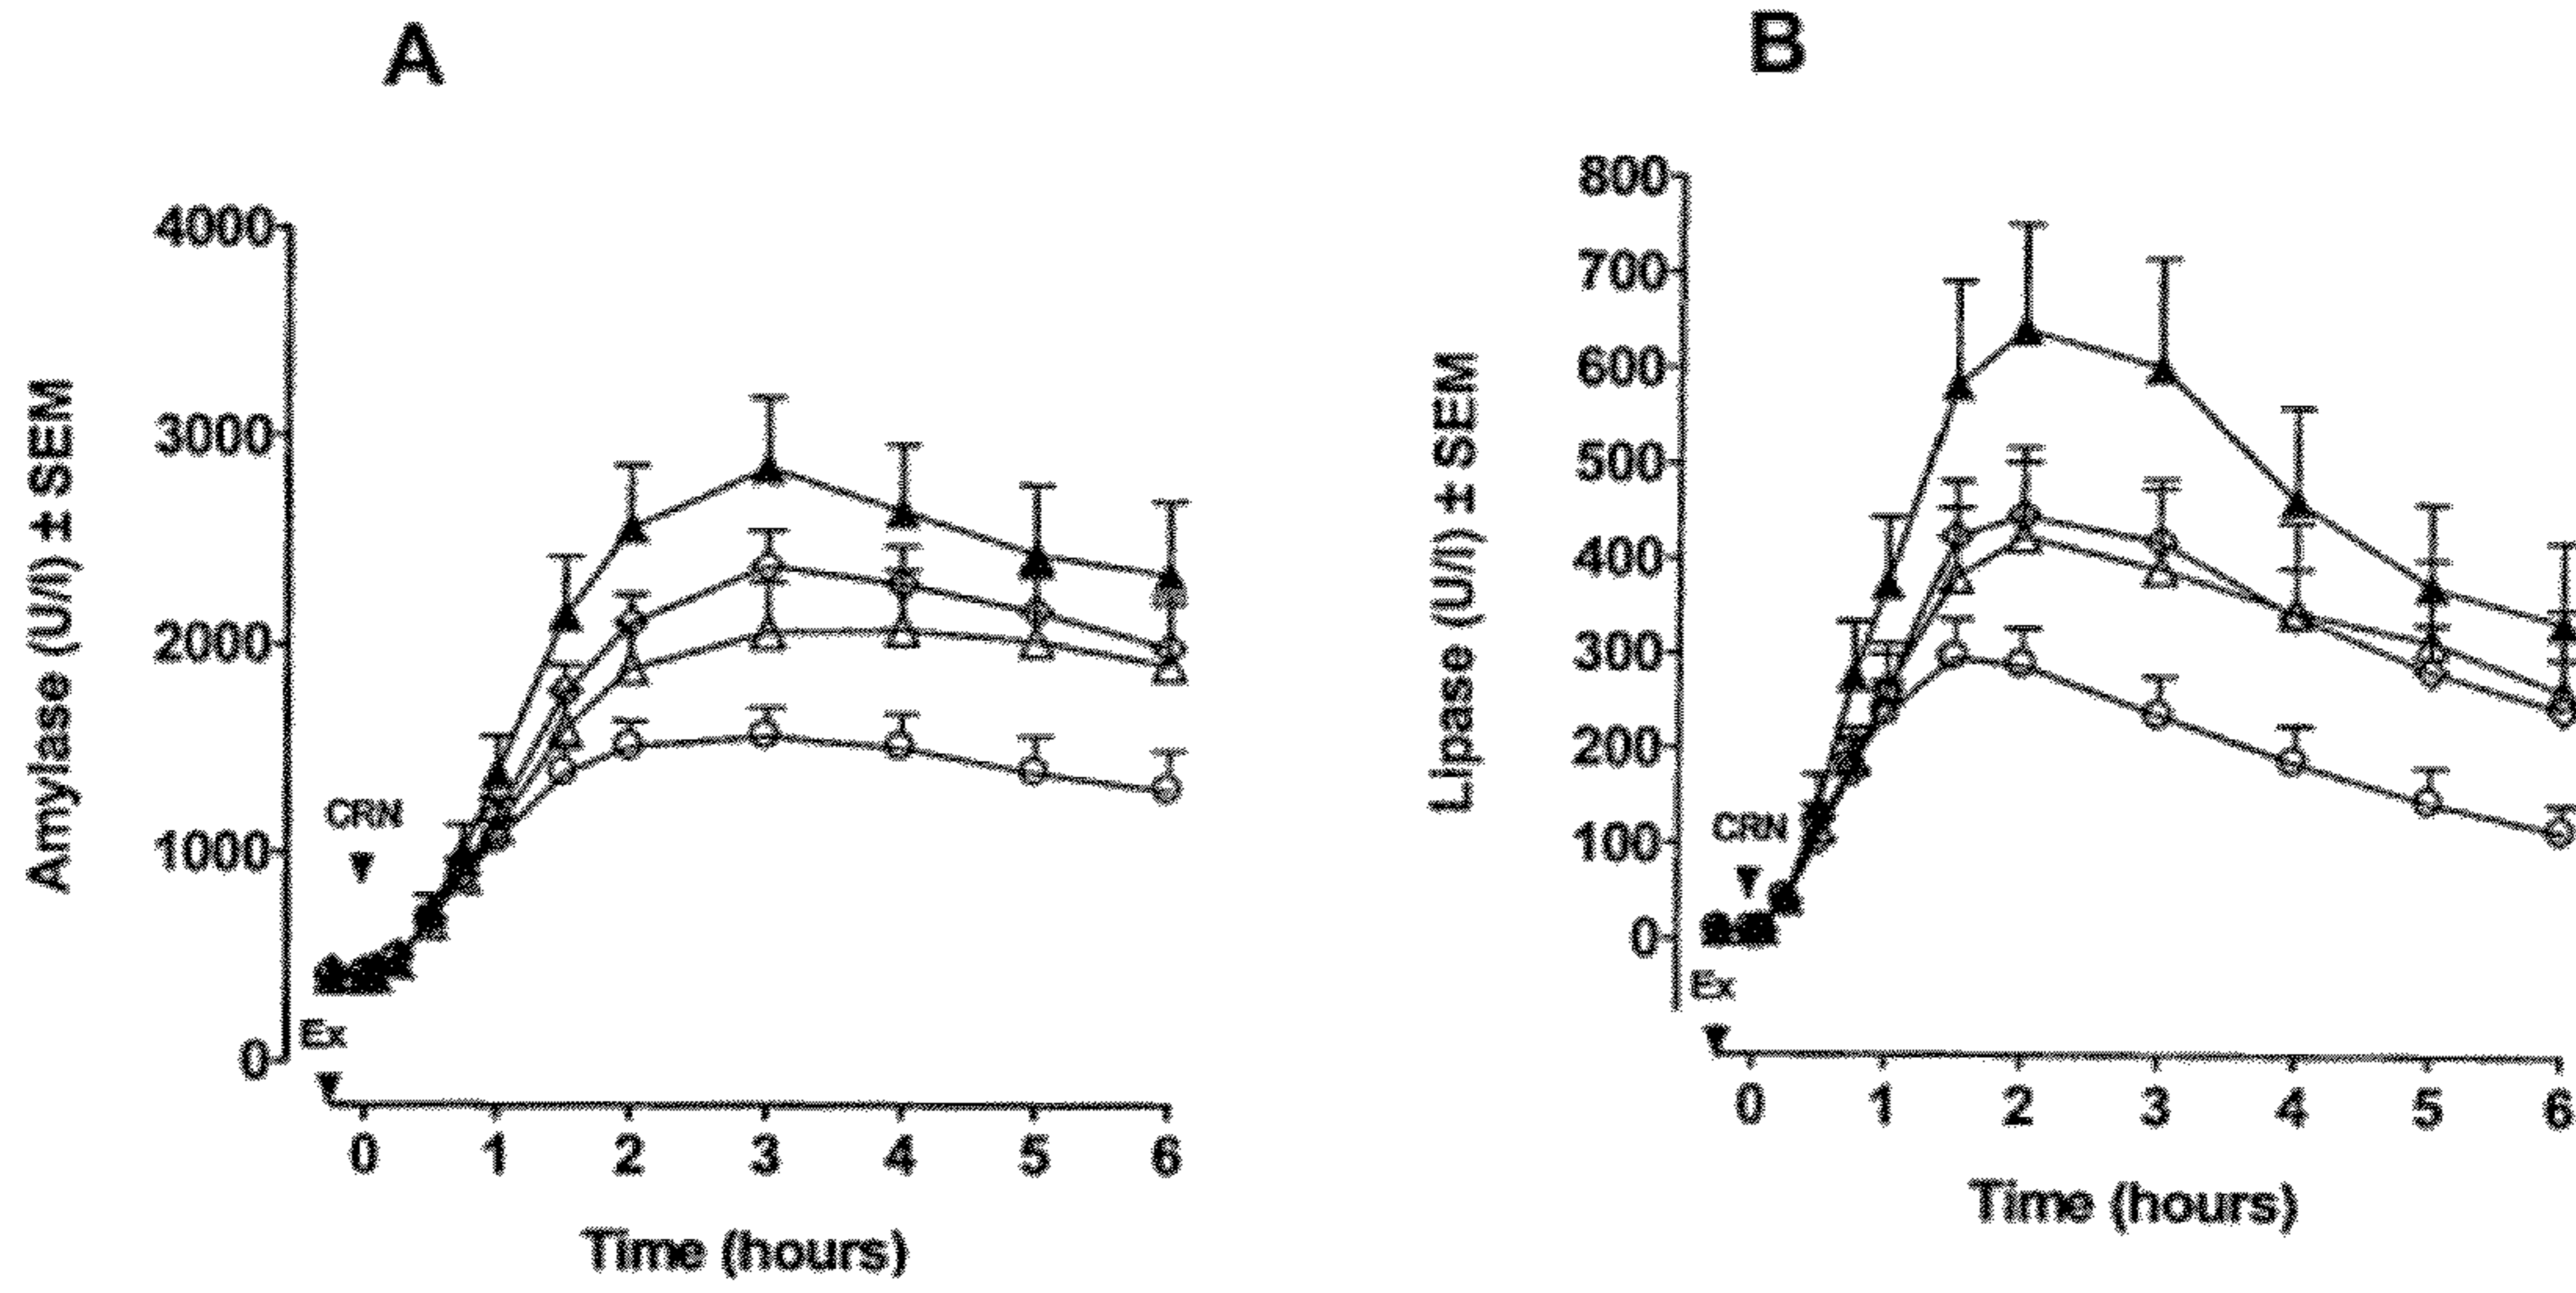 A
Amylase (U/l) ± SEM
4000
3000
2000
1000
0
CRN
Ex
0 1 2 3 4 5 6
Time (hours)
B
Lipase (U/l) ± SEM
800
700
600
500
400
300
200
100
0
CRN
Ex
0 1 2 3 4 5 6
Time (hours)